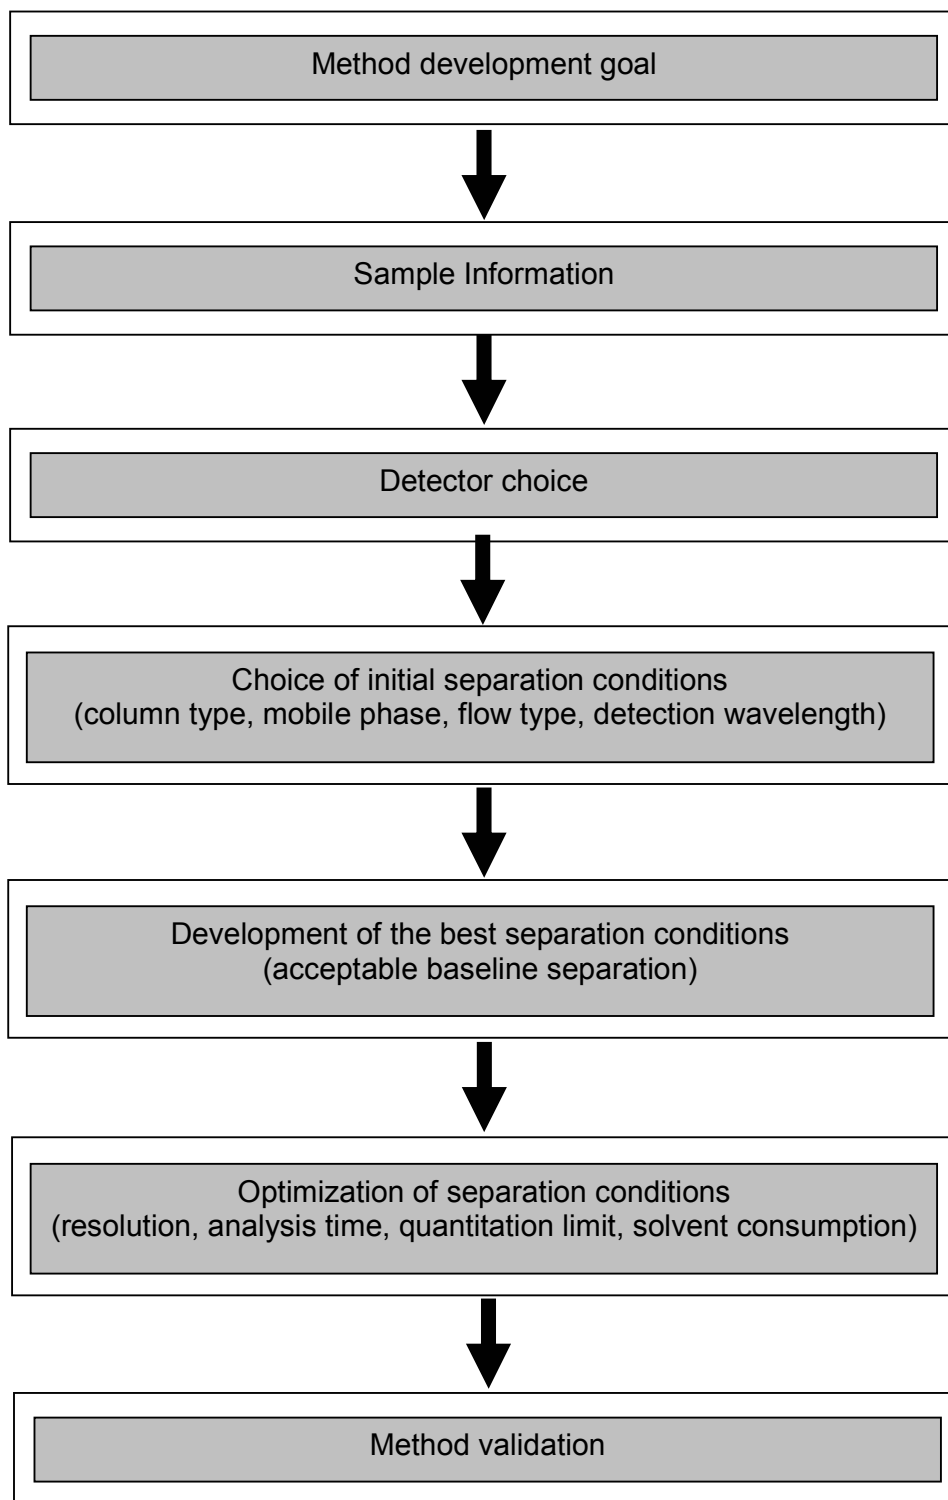 Method development goal
Sample Information
Detector choice
Choice of initial separation conditions
(column type, mobile phase, flow type, detection wavelength)
Development of the best separation conditions
(acceptable baseline separation)
Optimization of separation conditions
(resolution, analysis time, quantitation limit, solvent consumption)
Method validation